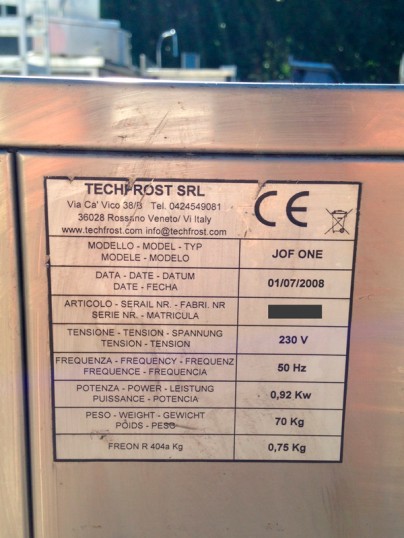 TECHFROST SRL
Via Ca' Vico 38/B Tel. 0424549081
36028 Rossano Veneto/ Vi Italy
www.techfrost.com info@techfrost.com
CE
MODELLO - MODEL - TYP
MODELE - MODELO
JOF ONE
DATA - DATE - DATUM
DATE - FECHA
01/07/2008
ARTICOLO - SERAIL NR. - FABRI. NR
SERIE NR. - MATRICULA
TENSIONE - TENSION - SPANNUNG
TENSION - TENSION
230 V
FREQUENZA - FREQUENCY - FREQUENZ
FREQUENCE - FREQUENCIA
50 Hz
POTENZA - POWER - LEISTUNG
PUISSANCE - POTENCIA
0,92 Kw
PESO - WEIGHT - GEWICHT
PÖIDS - PESO
70 Kg
FREON R 404a Kg
0,75 Kg